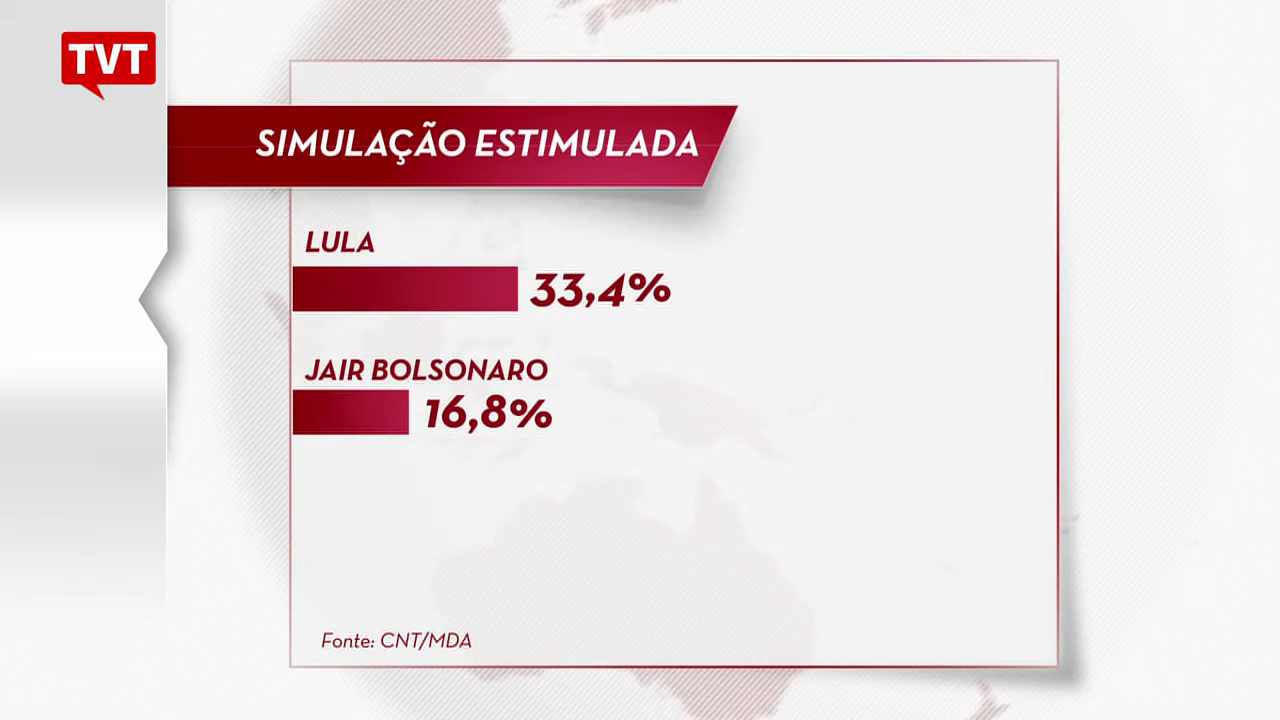 TVT
SIMULAÇÃO ESTIMULADA
LULA
33,4%
JAIR BOLSONARO
16,8%
Fonte: CNT/MDA